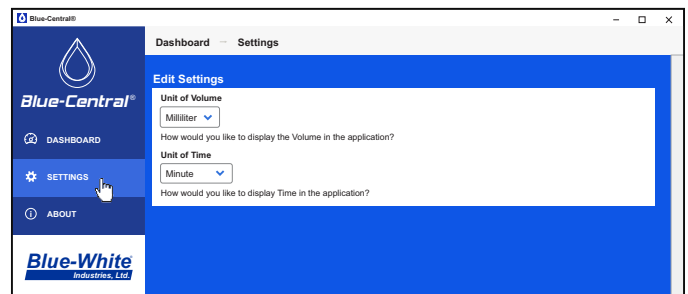 Blue-Central®
Dashboard → Settings
Blue-Central®
DASHBOARD
SETTINGS
ABOUT
Blue-White
Industries, Ltd.
Edit Settings
Unit of Volume
Milliliter
How would you like to display the Volume in the application?
Unit of Time
Minute
How would you like to display Time in the application?